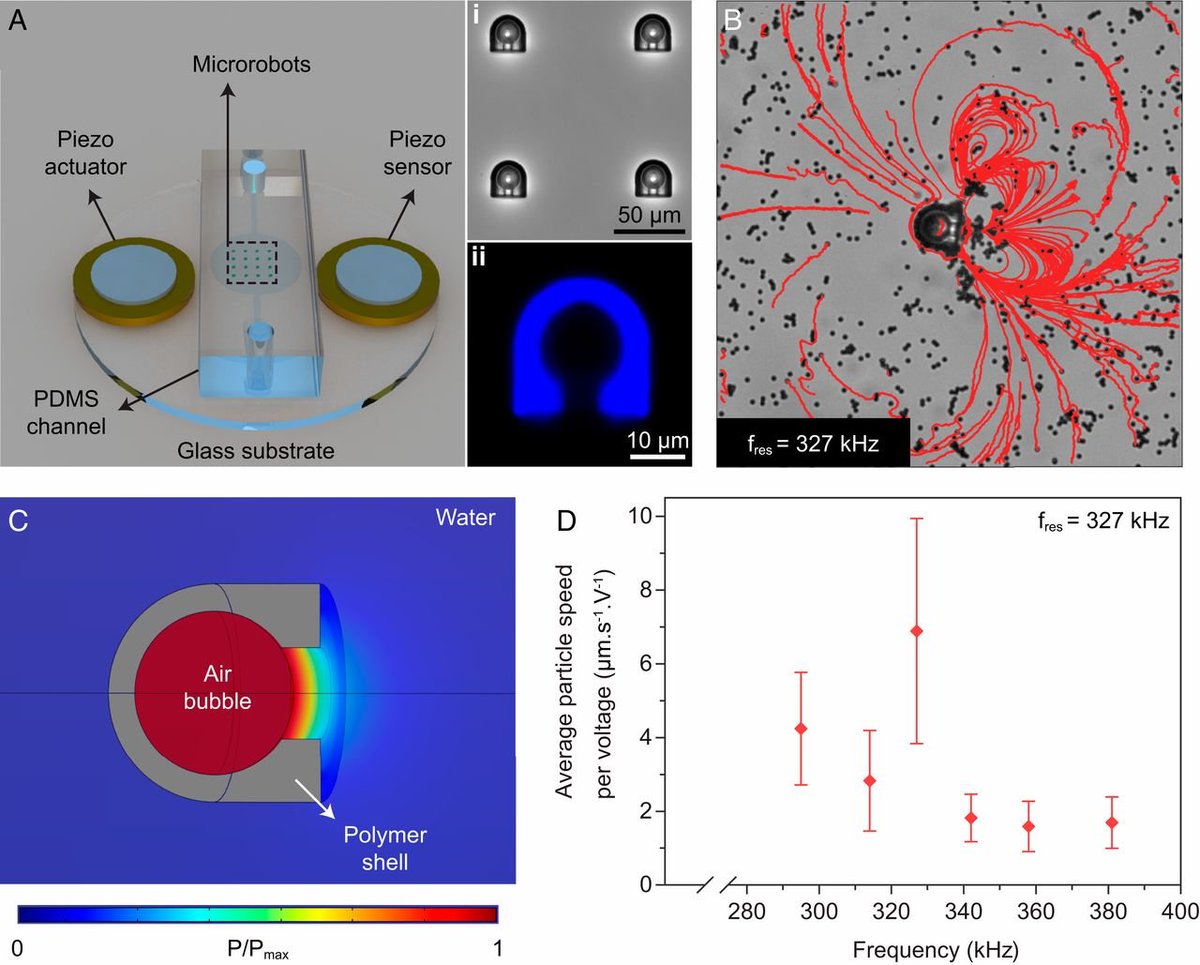 A
Microrobots
Piezo
actuator
Piezo
sensor
PDMS
channel
Glass substrate
i
50 µm
ii
10 µm
B
fres = 327 kHz
C
Water
Air
bubble
Polymer
shell
0
P/Pmax
1
D
fres = 327 kHz
Average particle speed
per voltage (µm.s-1.V-1)
10
8
6
4
2
0
280
300
320
340
360
380
400
Frequency (kHz)